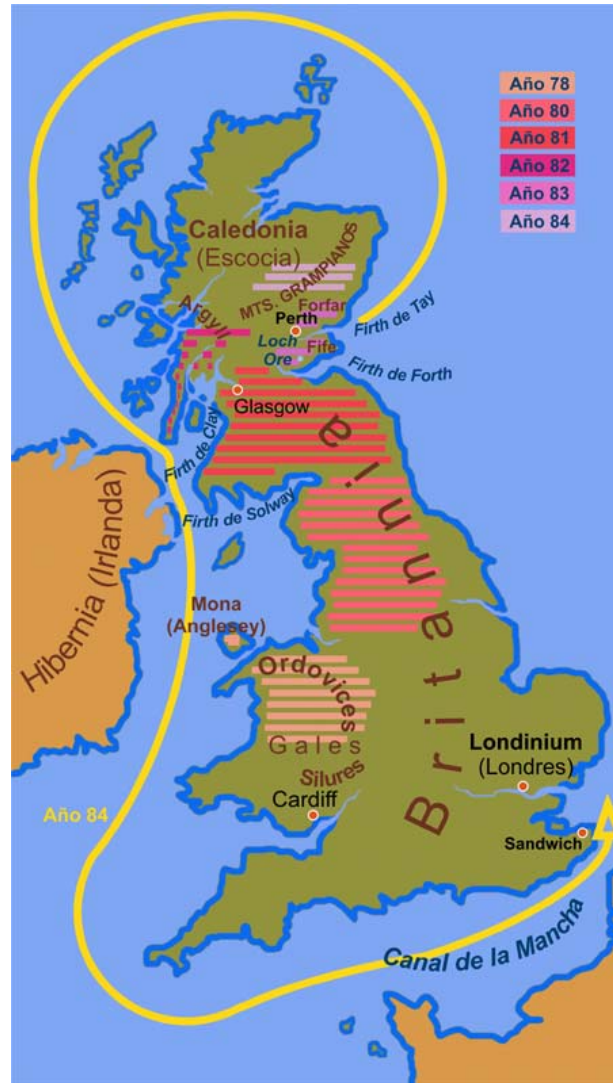 Año 78
Año 80
Año 81
Año 82
Año 83
Año 84
Caledonia
(Escocia)
MTS. GRAMPIANOS
Argyll
Forfar
Perth
Firth de Tay
Loch
Ore
Fife
Firth de Forth
Glasgow
Firth de Clay
Firth de Solway
Hibernia (Irlanda)
Mona
(Anglesey)
Britannia
Ordovices
Gales
Silures
Cardiff
Londinium
(Londres)
Sandwich
Año 84
Canal de la Mancha